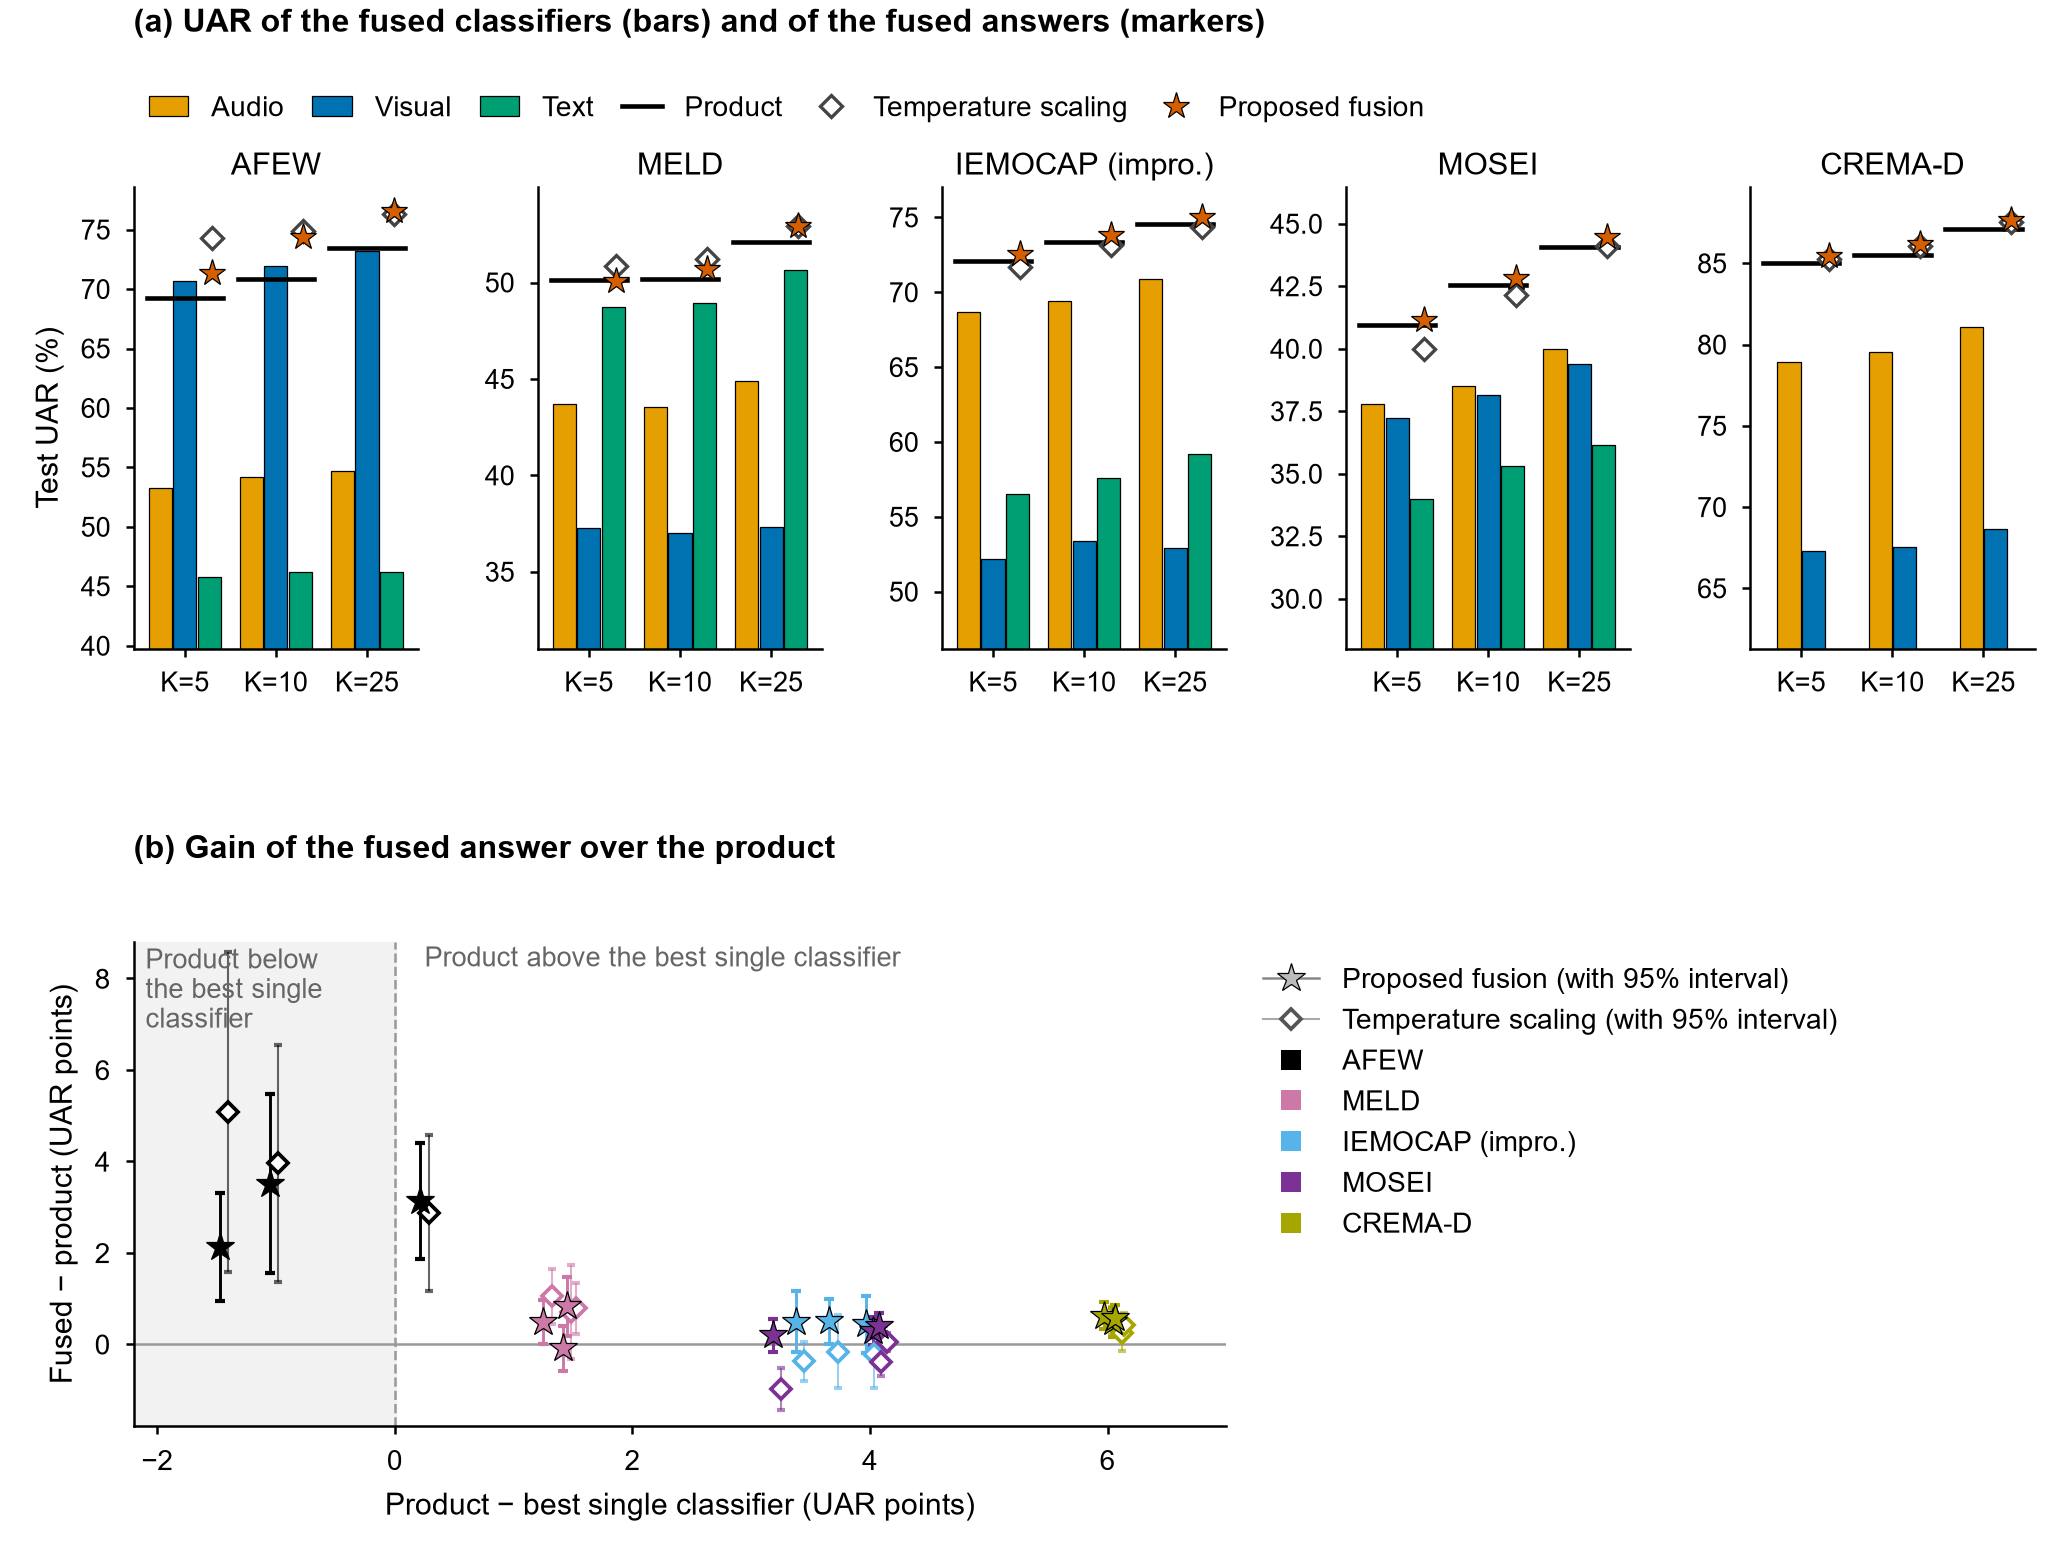 (a) UAR of the fused classifiers (bars) and of the fused answers (markers)
Audio Visual Text Product Temperature scaling Proposed fusion
AFEW MELD IEMOCAP (impro.) MOSEI CREMA-D
Test UAR (%)
75
70
65
60
55
50
45
40
K=5 K=10 K=25
50
45
40
35
K=5 K=10 K=25
75
70
65
60
55
50
K=5 K=10 K=25
45.0
42.5
40.0
37.5
35.0
32.5
30.0
K=5 K=10 K=25
85
80
75
70
65
K=5 K=10 K=25
(b) Gain of the fused answer over the product
Fused − product (UAR points)
8
6
4
2
0
Product below
the best single
classifier
Product above the best single classifier
−2 0 2 4 6
Product − best single classifier (UAR points)
Proposed fusion (with 95% interval)
Temperature scaling (with 95% interval)
AFEW
MELD
IEMOCAP (impro.)
MOSEI
CREMA-D